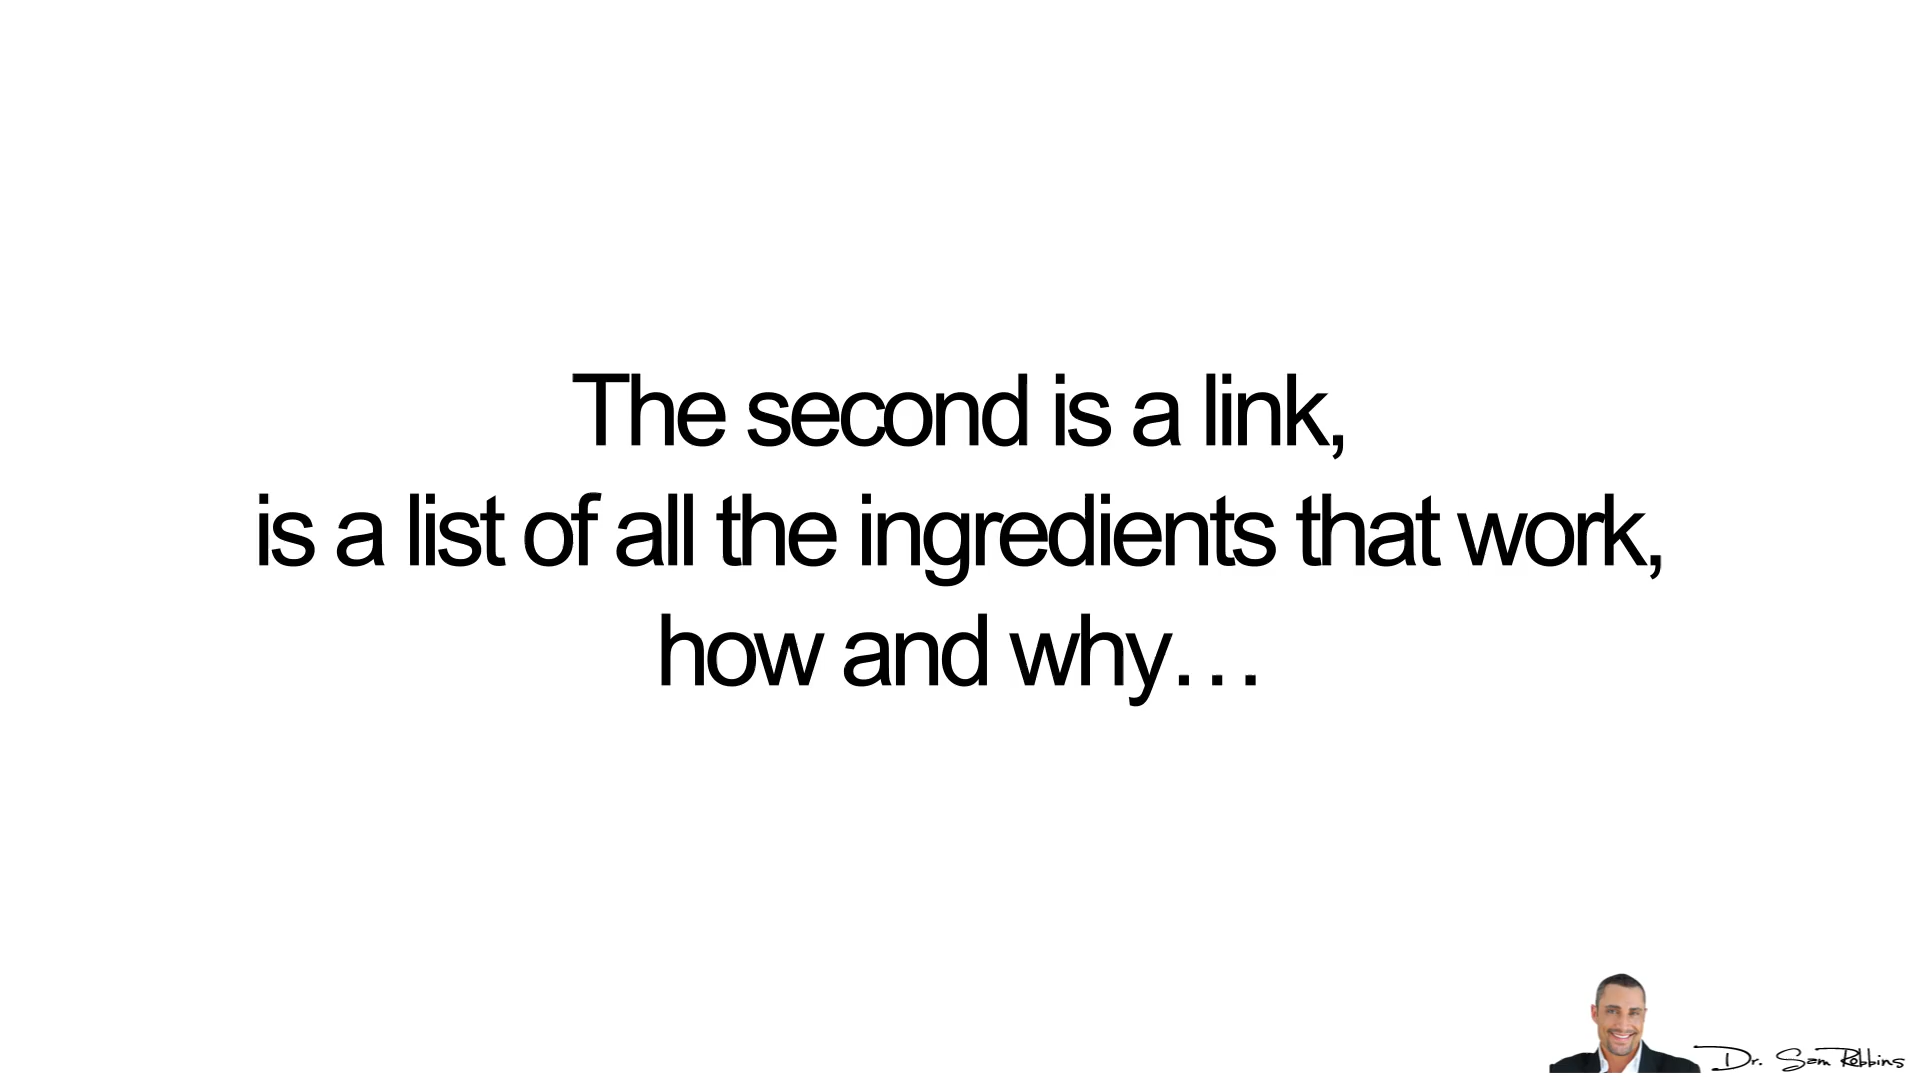 The second is a link,
is a list of all the ingredients that work,
how and why…
Dr. Sam Robbins